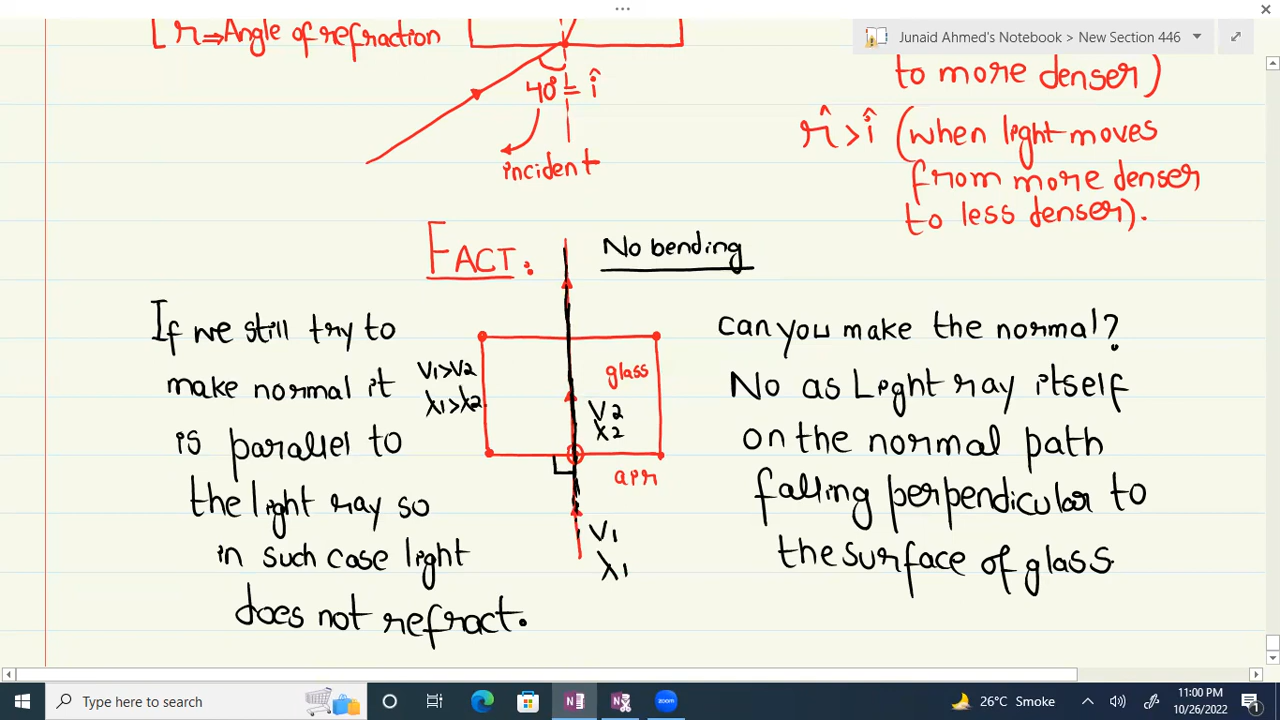 Junaid Ahmed's Notebook > New Section 446
[ r⇒Angle of refraction
40° = î
incident
to more denser)
r̂ > î (when light moves
from more denser
to less denser).
FACT:
No bending
If we still try to
make normal it
is parallel to
the light ray so
in such case light
does not refract.
V1>V2
λ1>λ2
glass
V2
λ2
air
V1
λ1
can you make the normal?
No as Light ray itself
on the normal path
falling perpendicular to
the surface of glass
Type here to search
zoom
26°C Smoke
11:00 PM
10/26/2022
1